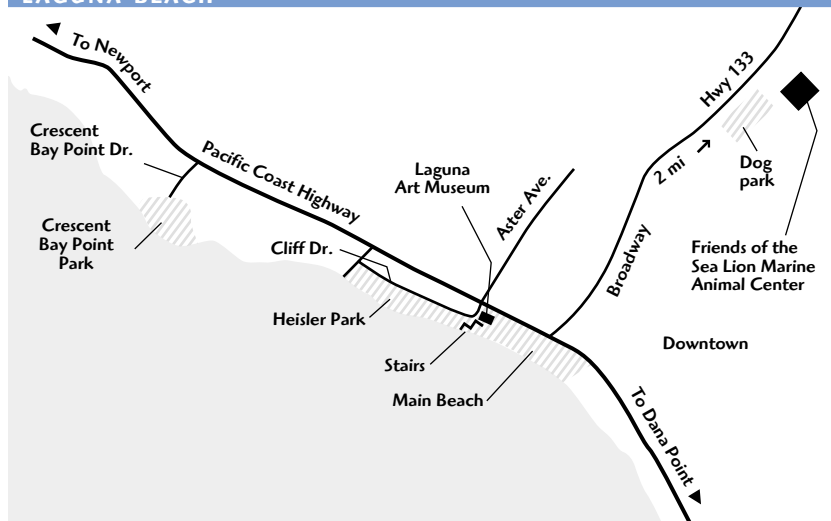 LAGUNA BEACH
To Newport
Crescent
Bay Point Dr.
Pacific Coast Highway
Laguna
Art Museum
Aster Ave.
Hwy 133
2 mi
Dog
park
Crescent
Bay Point
Park
Cliff Dr.
Broadway
Friends of the
Sea Lion Marine
Animal Center
Heisler Park
Stairs
Downtown
Main Beach
To Dana Point